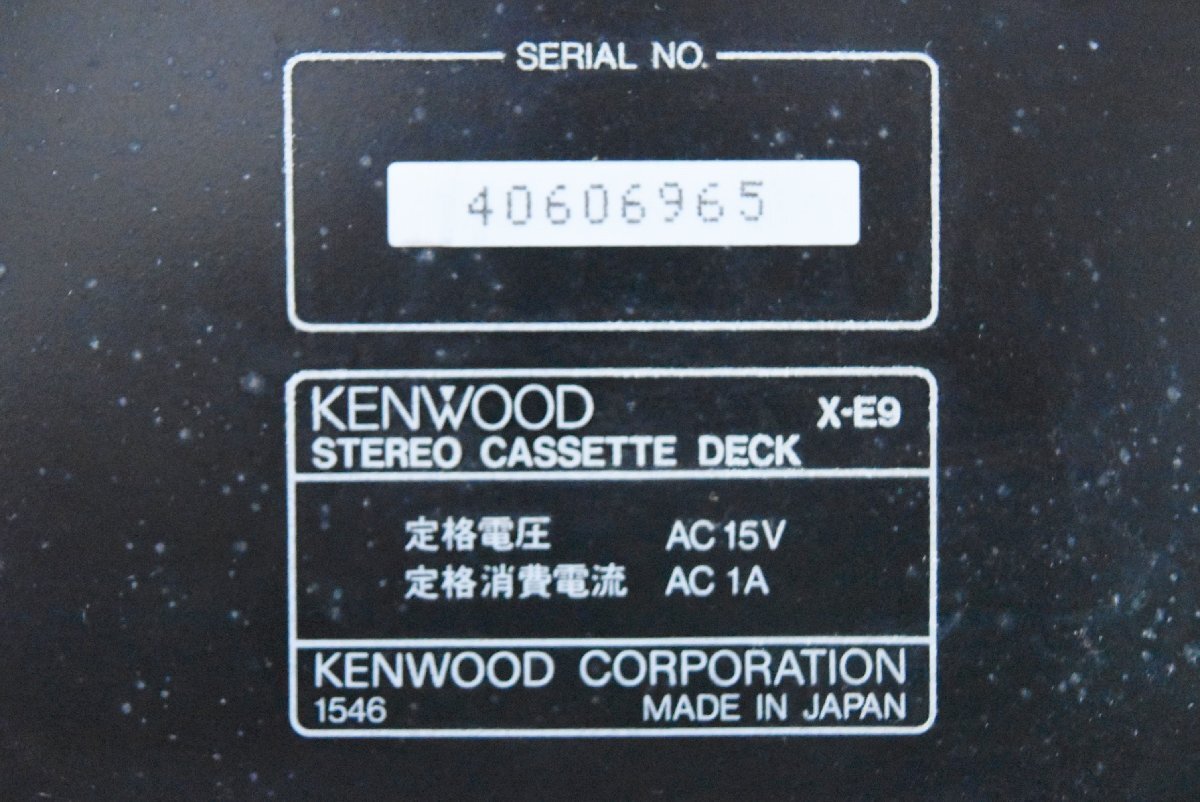 SERIAL NO.
40606965
KENWOOD X-E9
STEREO CASSETTE DECK
定格電圧 AC 15V
定格消費電流 AC 1A
KENWOOD CORPORATION
1546 MADE IN JAPAN